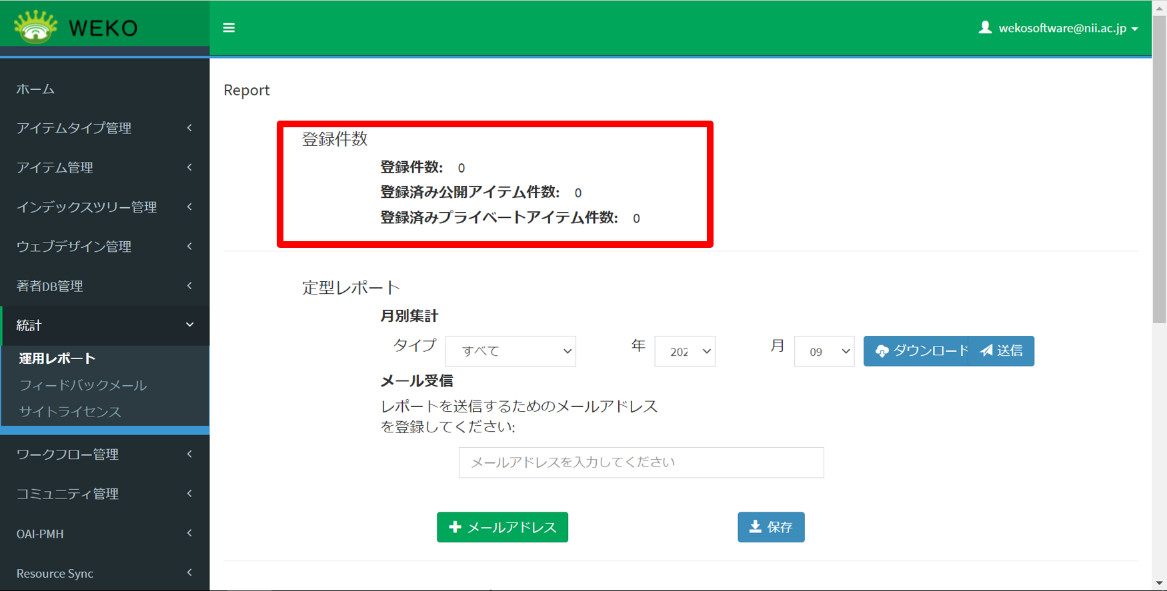 WEKO
wekosoftware@nii.ac.jp
ホーム
アイテムタイプ管理
アイテム管理
インデックスツリー管理
ウェブデザイン管理
著者DB管理
統計
運用レポート
フィードバックメール
サイトライセンス
ワークフロー管理
コミュニティ管理
OAI-PMH
Resource Sync
Report
登録件数
登録件数: 0
登録済み公開アイテム件数: 0
登録済みプライベートアイテム件数: 0
定型レポート
月別集計
タイプ すべて 年 202 月 09 ダウンロード 送信
メール受信
レポートを送信するためのメールアドレス
を登録してください:
メールアドレスを入力してください
メールアドレス 保存